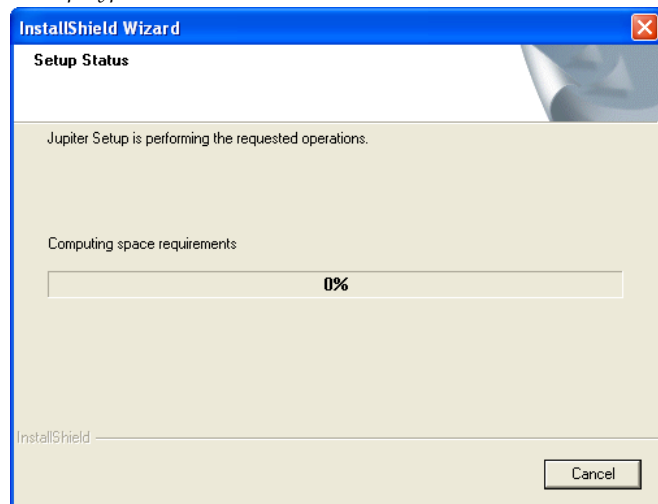 InstallShield Wizard
Setup Status
Jupiter Setup is performing the requested operations.
Computing space requirements
0%
InstallShield
Cancel